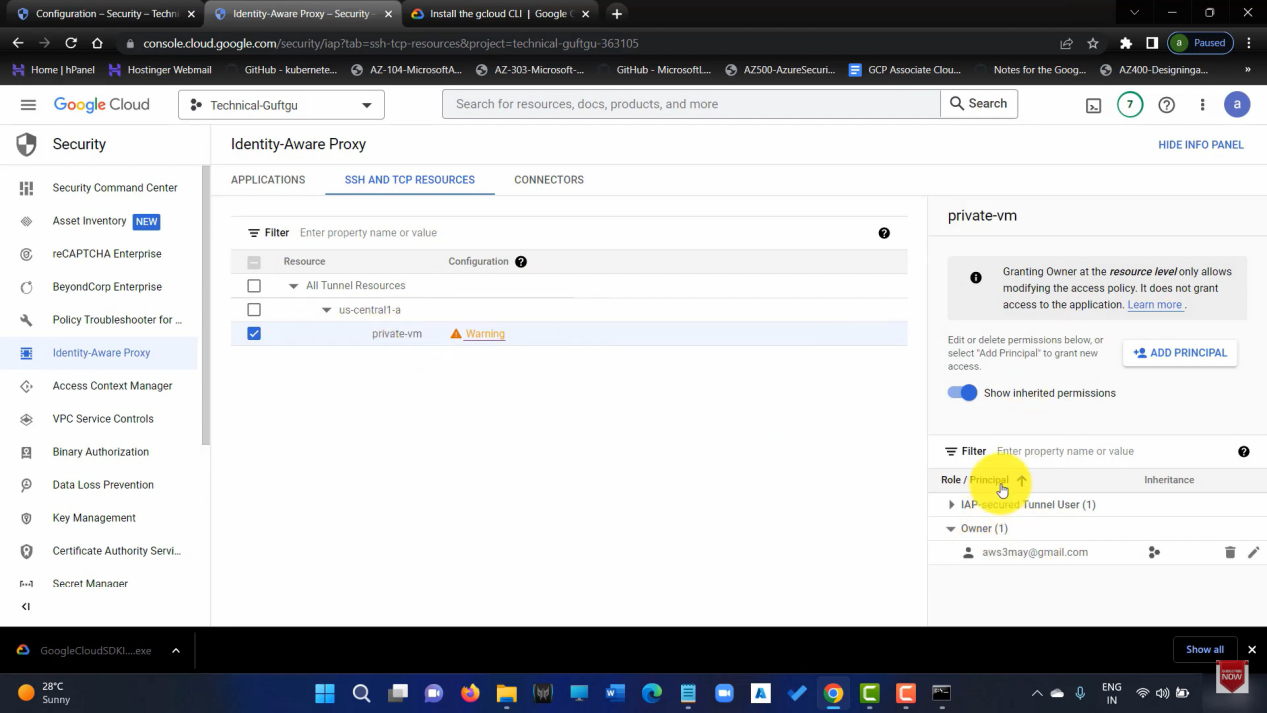 Configuration – Security – Techni
Identity-Aware Proxy – Security –
Install the gcloud CLI | Google C
console.cloud.google.com/security/iap?tab=ssh-tcp-resources&project=technical-guftgu-363105
a Paused
Home | hPanel
Hostinger Webmail
GitHub - kubernete...
AZ-104-MicrosoftA...
AZ-303-Microsoft-...
GitHub - MicrosoftL...
AZ500-AzureSecuri...
GCP Associate Clou...
Notes for the Goog...
AZ400-Designinga...
»
Google Cloud
Technical-Guftgu
Search for resources, docs, products, and more
Search
7
a
Security
Identity-Aware Proxy
HIDE INFO PANEL
Security Command Center
Asset Inventory NEW
reCAPTCHA Enterprise
BeyondCorp Enterprise
Policy Troubleshooter for ...
Identity-Aware Proxy
Access Context Manager
VPC Service Controls
Binary Authorization
Data Loss Prevention
Key Management
Certificate Authority Servi...
Secret Manager
APPLICATIONS
SSH AND TCP RESOURCES
CONNECTORS
Filter Enter property name or value
Resource Configuration
All Tunnel Resources
us-central1-a
private-vm Warning
private-vm
Granting Owner at the resource level only allows
modifying the access policy. It does not grant
access to the application. Learn more .
Edit or delete permissions below, or
select "Add Principal" to grant new
access.
ADD PRINCIPAL
Show inherited permissions
Filter Enter property name or value
Role / Principal Inheritance
IAP-secured Tunnel User (1)
Owner (1)
aws3may@gmail.com
GoogleCloudSDKI....exe
Show all
28°C
Sunny
ENG
IN
SUBSCRIBE
NOW